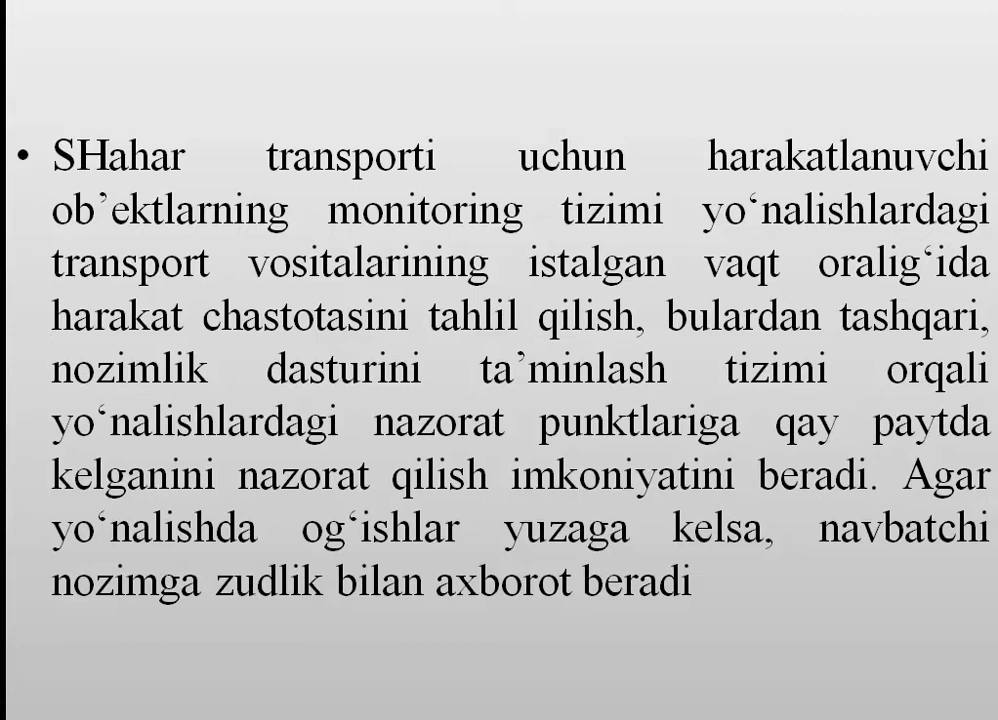 • SHahar transporti uchun harakatlanuvchi
ob’ektlarning monitoring tizimi yo‘nalishlardagi
transport vositalarining istalgan vaqt oralig‘ida
harakat chastotasini tahlil qilish, bulardan tashqari,
nozimlik dasturini ta’minlash tizimi orqali
yo‘nalishlardagi nazorat punktlariga qay paytda
kelganini nazorat qilish imkoniyatini beradi. Agar
yo‘nalishda og‘ishlar yuzaga kelsa, navbatchi
nozimga zudlik bilan axborot beradi